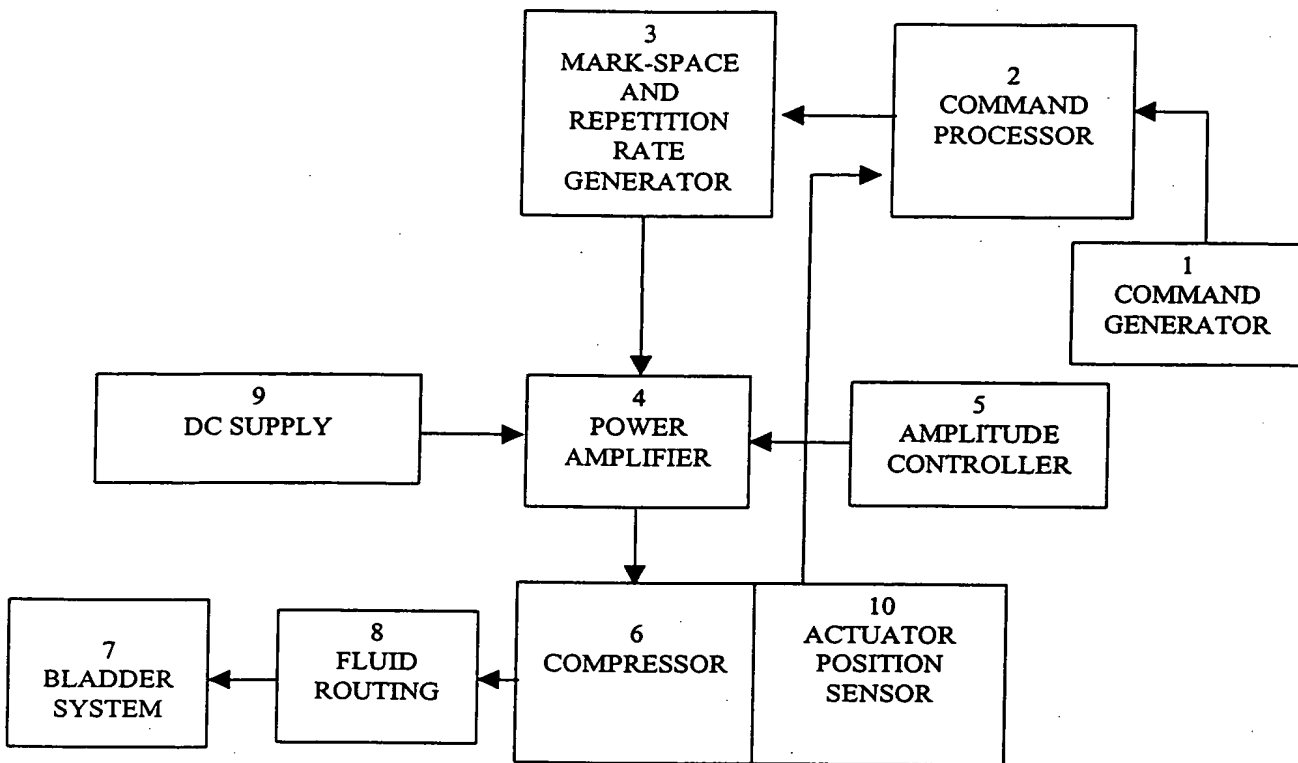 3
MARK-SPACE
AND
REPETITION
RATE
GENERATOR
2
COMMAND
PROCESSOR
1
COMMAND
GENERATOR
9
DC SUPPLY
4
POWER
AMPLIFIER
5
AMPLITUDE
CONTROLLER
7
BLADDER
SYSTEM
8
FLUID
ROUTING
6
COMPRESSOR
10
ACTUATOR
POSITION
SENSOR